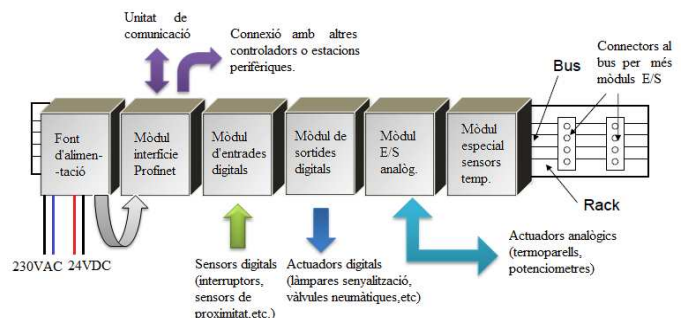 Unitat de
comunicació
Connexió amb altres
controladors o estacions
perifèriques.
Connectors al
bus per més
mòduls E/S
Bus
Font
d'alimen-
-tació
Mòdul
interfície
Profinet
Mòdul
d'entrades
digitals
Mòdul de
sortides
digitals
Mòdul
E/S
analòg.
Mòdul
especial
sensors
temp.
Rack
230VAC
24VDC
Sensors digitals
(interruptors,
sensors de
proximitat,etc.)
Actuadors digitals
(làmpares senyalització,
vàlvules neumàtiques,etc)
Actuadors analògics
(termoparells,
potenciometres)